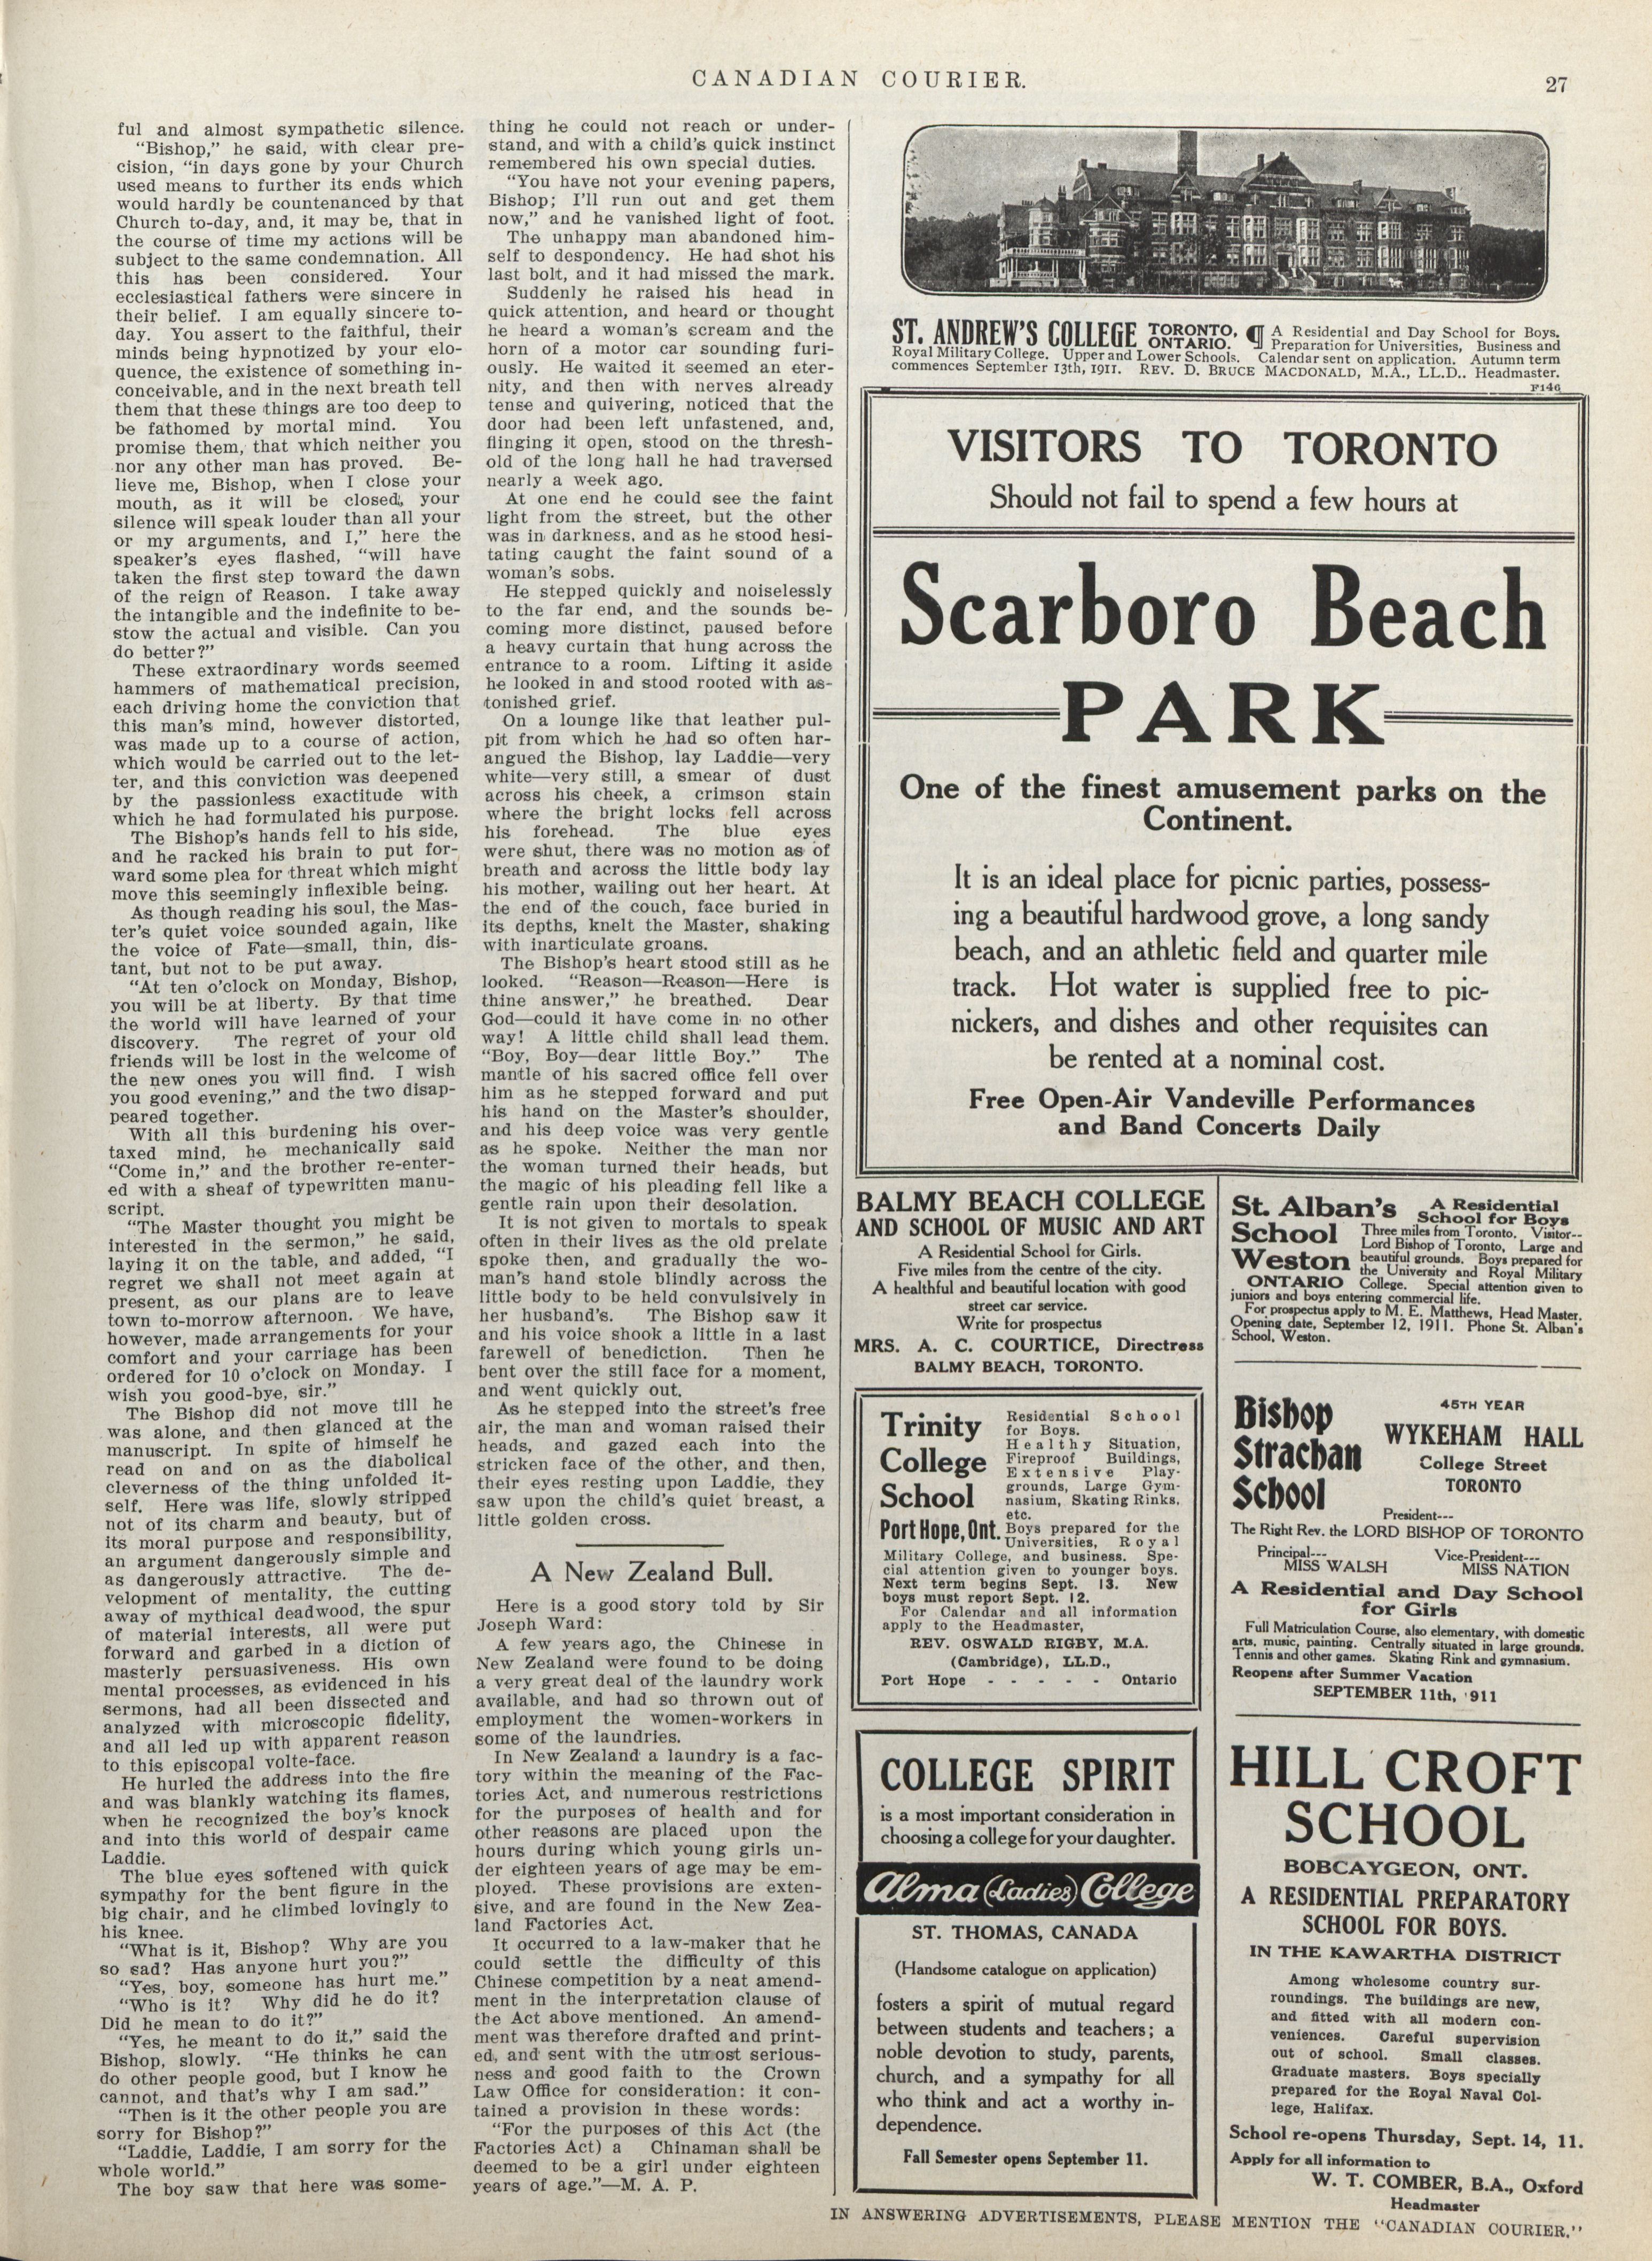 CANADIAN COURIER.
27
ful and almost sympathetic silence.
"Bishop," he said, with clear pre-
cision, "in days gone by your Church
used means to further its ends which
would hardly be countenanced by that
Church to-day, and, it may be, that in
the course of time my actions will be
subject to the same condemnation. All
this has been considered. Your
ecclesiastical fathers were sincere in
their belief. I am equally sincere to-
day. You assert to the faithful, their
minds being hypnotized by your elo-
quence, the existence of something in-
conceivable, and in the next breath tell
them that these things are too deep to
be fathomed by mortal mind. You
promise them, that which neither you
nor any other man has proved. Be-
lieve me, Bishop, when I close your
mouth, as it will be closed, your
silence will speak louder than all your
or my arguments, and I," here the
speaker's eyes flashed, "will have
taken the first step toward the dawn
of the reign of Reason. I take away
the intangible and the indefinite to be-
stow the actual and visible. Can you
do better?"
These extraordinary words seemed
hammers of mathematical precision,
each driving home the conviction that
this man's mind, however distorted,
was made up to a course of action,
which would be carried out to the let-
ter, and this conviction was deepened
by the passionless exactitude with
which he had formulated his purpose.
The Bishop's hands fell to his side,
and he racked his brain to put for-
ward some plea for threat which might
move this seemingly inflexible being.
As though reading his soul, the Mas-
ter's quiet voice sounded again, like
the voice of Fate—small, thin, dis-
tant, but not to be put away.
"At ten o'clock on Monday, Bishop,
you will be at liberty. By that time
the world will have learned of your
discovery. The regret of your old
friends will be lost in the welcome of
the new ones you will find. I wish
you good evening," and the two disap-
peared together.
With all this burdening his over-
taxed mind, he mechanically said
"Come in," and the brother re-enter-
ed with a sheaf of typewritten manu-
script.
"The Master thought you might be
interested in the sermon," he said,
laying it on the table, and added, "I
regret we shall not meet again at
present, as our plans are to leave
town to-morrow afternoon. We have,
however, made arrangements for your
comfort and your carriage has been
ordered for 10 o'clock on Monday. I
wish you good-bye, sir."
The Bishop did not move till he
was alone, and then glanced at the
manuscript. In spite of himself he
read on and on as the diabolical
cleverness of the thing unfolded it-
self. Here was life, slowly stripped
not of its charm and beauty, but of
its moral purpose and responsibility,
an argument dangerously simple and
as dangerously attractive. The de-
velopment of mentality, the cutting
away of mythical deadwood, the spur
of material interests, all were put
forward and garbed in a diction of
masterly persuasiveness. His own
mental processes, as evidenced in his
sermons, had all been dissected and
analyzed with microscopic fidelity,
and all led up with apparent reason
to this episcopal volte-face.
He hurled the address into the fire
and was blankly watching its flames,
when he recognized the boy's knock
and into this world of despair came
Laddie.
The blue eyes softened with quick
sympathy for the bent figure in the
big chair, and he climbed lovingly to
his knee.
"What is it, Bishop? Why are you
so sad? Has anyone hurt you?"
"Yes, boy, someone has hurt me."
"Who is it? Why did he do it?
Did he mean to do it?"
"Yes, he meant to do it," said the
Bishop, slowly. "He thinks he can
do other people good, but I know he
cannot, and that's why I am sad."
"Then is it the other people you are
sorry for Bishop?"
"Laddie, Laddie, I am sorry for the
whole world."
The boy saw that here was some-
thing he could not reach or under-
stand, and with a child's quick instinct
remembered his own special duties.
"You have not your evening papers,
Bishop; I'll run out and get them
now," and he vanished light of foot.
The unhappy man abandoned him-
self to despondency. He had shot his
last bolt, and it had missed the mark.
Suddenly he raised his head in
quick attention, and heard or thought
he heard a woman's scream and the
horn of a motor car sounding furi-
ously. He waited it seemed an eter-
nity, and then with nerves already
tense and quivering, noticed that the
door had been left unfastened, and,
flinging it open, stood on the thresh-
old of the long hall he had traversed
nearly a week ago.
At one end he could see the faint
light from the street, but the other
was in darkness, and as he stood hesi-
tating caught the faint sound of a
woman's sobs.
He stepped quickly and noiselessly
to the far end, and the sounds be-
coming more distinct, paused before
a heavy curtain that hung across the
entrance to a room. Lifting it aside
he looked in and stood rooted with as-
tonished grief.
On a lounge like that leather pul-
pit from which he had so often har-
angued the Bishop, lay Laddie—very
white—very still, a smear of dust
across his cheek, a crimson stain
where the bright locks fell across
his forehead. The blue eyes
were shut, there was no motion as of
breath and across the little body lay
his mother, wailing out her heart. At
the end of the couch, face buried in
its depths, knelt the Master, shaking
with inarticulate groans.
The Bishop's heart stood still as he
looked. "Reason—Reason—Here is
thine answer," he breathed. Dear
God—could it have come in no other
way! A little child shall lead them.
"Boy, Boy—dear little Boy." The
mantle of his sacred office fell over
him as he stepped forward and put
his hand on the Master's shoulder,
and his deep voice was very gentle
as he spoke. Neither the man nor
the woman turned their heads, but
the magic of his pleading fell like a
gentle rain upon their desolation.
It is not given to mortals to speak
often in their lives as the old prelate
spoke then, and gradually the wo-
man's hand stole blindly across the
little body to be held convulsively in
her husband's. The Bishop saw it
and his voice shook a little in a last
farewell of benediction. Then he
bent over the still face for a moment,
and went quickly out.
As he stepped into the street's free
air, the man and woman raised their
heads, and gazed each into the
stricken face of the other, and then,
their eyes resting upon Laddie, they
saw upon the child's quiet breast, a
little golden cross.
A New Zealand Bull.
Here is a good story told by Sir
Joseph Ward:
A few years ago, the Chinese in
New Zealand were found to be doing
a very great deal of the laundry work
available, and had so thrown out of
employment the women-workers in
some of the laundries.
In New Zealand a laundry is a fac-
tory within the meaning of the Fac-
tories Act, and numerous restrictions
for the purposes of health and for
other reasons are placed upon the
hours during which young girls un-
der eighteen years of age may be em-
ployed. These provisions are exten-
sive, and are found in the New Zea-
land Factories Act.
It occurred to a law-maker that he
could settle the difficulty of this
Chinese competition by a neat amend-
ment in the interpretation clause of
the Act above mentioned. An amend-
ment was therefore drafted and print-
ed, and sent with the utmost serious-
ness and good faith to the Crown
Law Office for consideration: it con-
tained a provision in these words:
"For the purposes of this Act (the
Factories Act) a Chinaman shall be
deemed to be a girl under eighteen
years of age."—M. A. P.
ST. ANDREW'S COLLEGE TORONTO, ONTARIO. ¶ A Residential and Day School for Boys.
Preparation for Universities, Business and
Royal Military College. Upper and Lower Schools. Calendar sent on application. Autumn term
commences September 13th, 1911. REV. D. BRUCE MACDONALD, M.A., LL.D.. Headmaster.
F146
VISITORS TO TORONTO
Should not fail to spend a few hours at
Scarboro Beach
PARK
One of the finest amusement parks on the
Continent.
It is an ideal place for picnic parties, possess-
ing a beautiful hardwood grove, a long sandy
beach, and an athletic field and quarter mile
track. Hot water is supplied free to pic-
nickers, and dishes and other requisites can
be rented at a nominal cost.
Free Open-Air Vandeville Performances
and Band Concerts Daily
BALMY BEACH COLLEGE
AND SCHOOL OF MUSIC AND ART
A Residential School for Girls.
Five miles from the centre of the city.
A healthful and beautiful location with good
street car service.
Write for prospectus
MRS. A. C. COURTICE, Directress
BALMY BEACH, TORONTO.
Trinity
College
School
Port Hope, Ont.
Residential School
for Boys.
Healthy Situation,
Fireproof Buildings,
Extensive Play-
grounds, Large Gym-
nasium, Skating Rinks,
etc.
Boys prepared for the
Universities, Royal
Military College, and business. Spe-
cial attention given to younger boys.
Next term begins Sept. 13. New
boys must report Sept. 12.
For Calendar and all information
apply to the Headmaster,
REV. OSWALD RIGBY, M.A.
(Cambridge), LL.D.,
Port Hope - - - - - Ontario
COLLEGE SPIRIT
is a most important consideration in
choosing a college for your daughter.
Alma (Ladies) College
ST. THOMAS, CANADA
(Handsome catalogue on application)
fosters a spirit of mutual regard
between students and teachers; a
noble devotion to study, parents,
church, and a sympathy for all
who think and act a worthy in-
dependence.
Fall Semester opens September 11.
St. Alban's
School
Weston
ONTARIO
A Residential
School for Boys
Three miles from Toronto. Visitor--
Lord Bishop of Toronto, Large and
beautiful grounds. Boys prepared for
the University and Royal Military
College. Special attention given to
juniors and boys entering commercial life.
For prospectus apply to M. E. Matthews, Head Master.
Opening date, September 12, 1911. Phone St. Alban's
School, Weston.
Bishop
Strachan
School
45TH YEAR
WYKEHAM HALL
College Street
TORONTO
President---
The Right Rev. the LORD BISHOP OF TORONTO
Principal---
MISS WALSH
Vice-President---
MISS NATION
A Residential and Day School
for Girls
Full Matriculation Course, also elementary, with domestic
arts, music, painting. Centrally situated in large grounds.
Tennis and other games. Skating Rink and gymnasium.
Reopens after Summer Vacation
SEPTEMBER 11th, '911
HILL CROFT
SCHOOL
BOBCAYGEON, ONT.
A RESIDENTIAL PREPARATORY
SCHOOL FOR BOYS.
IN THE KAWARTHA DISTRICT
Among wholesome country sur-
roundings. The buildings are new,
and fitted with all modern con-
veniences. Careful supervision
out of school. Small classes.
Graduate masters. Boys specially
prepared for the Royal Naval Col-
lege, Halifax.
School re-opens Thursday, Sept. 14, 11.
Apply for all information to
W. T. COMBER, B.A., Oxford
Headmaster
IN ANSWERING ADVERTISEMENTS, PLEASE MENTION THE "CANADIAN COURIER."